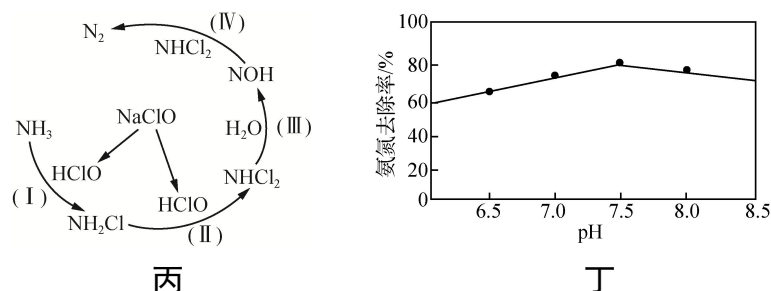 N₂
(Ⅳ)
NHCl₂
NOH
NaClO
NH₃
H₂O
(Ⅲ)
HClO
NHCl₂
(Ⅰ)
HClO
NH₂Cl
(Ⅱ)
丙
氨氮去除率/%
100
80
60
40
20
0
6.5 7.0 7.5 8.0 8.5
pH
丁